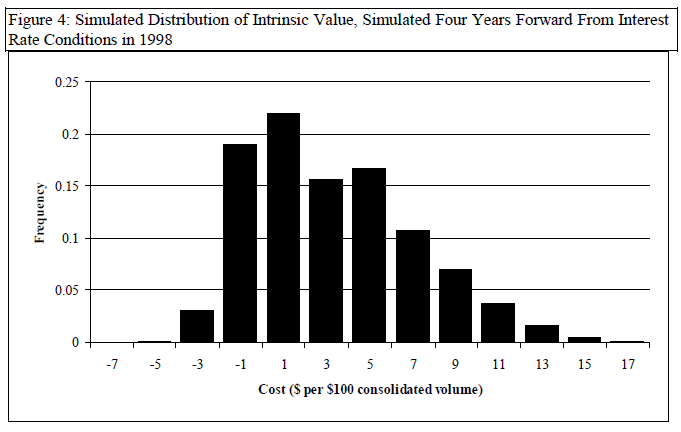 Figure 4: Simulated Distribution of Intrinsic Value, Simulated Four Years Forward From Interest
Rate Conditions in 1998
0.25
0.2
0.15
0.1
0.05
0
Frequency
-7 -5 -3 -1 1 3 5 7 9 11 13 15 17
Cost ($ per $100 consolidated volume)